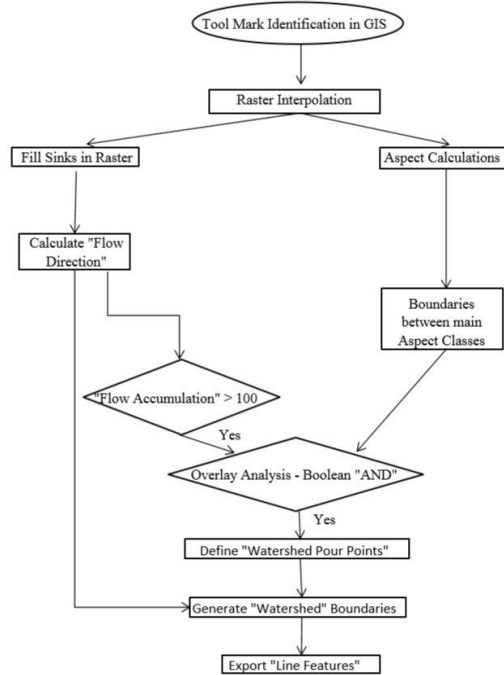 Tool Mark Identification in GIS
Raster Interpolation
Fill Sinks in Raster
Aspect Calculations
Calculate "Flow
Direction"
Boundaries
between main
Aspect Classes
"Flow Accumulation" > 100
Yes
Overlay Analysis - Boolean "AND"
Yes
Define "Watershed Pour Points"
Generate "Watershed" Boundaries
Export "Line Features"